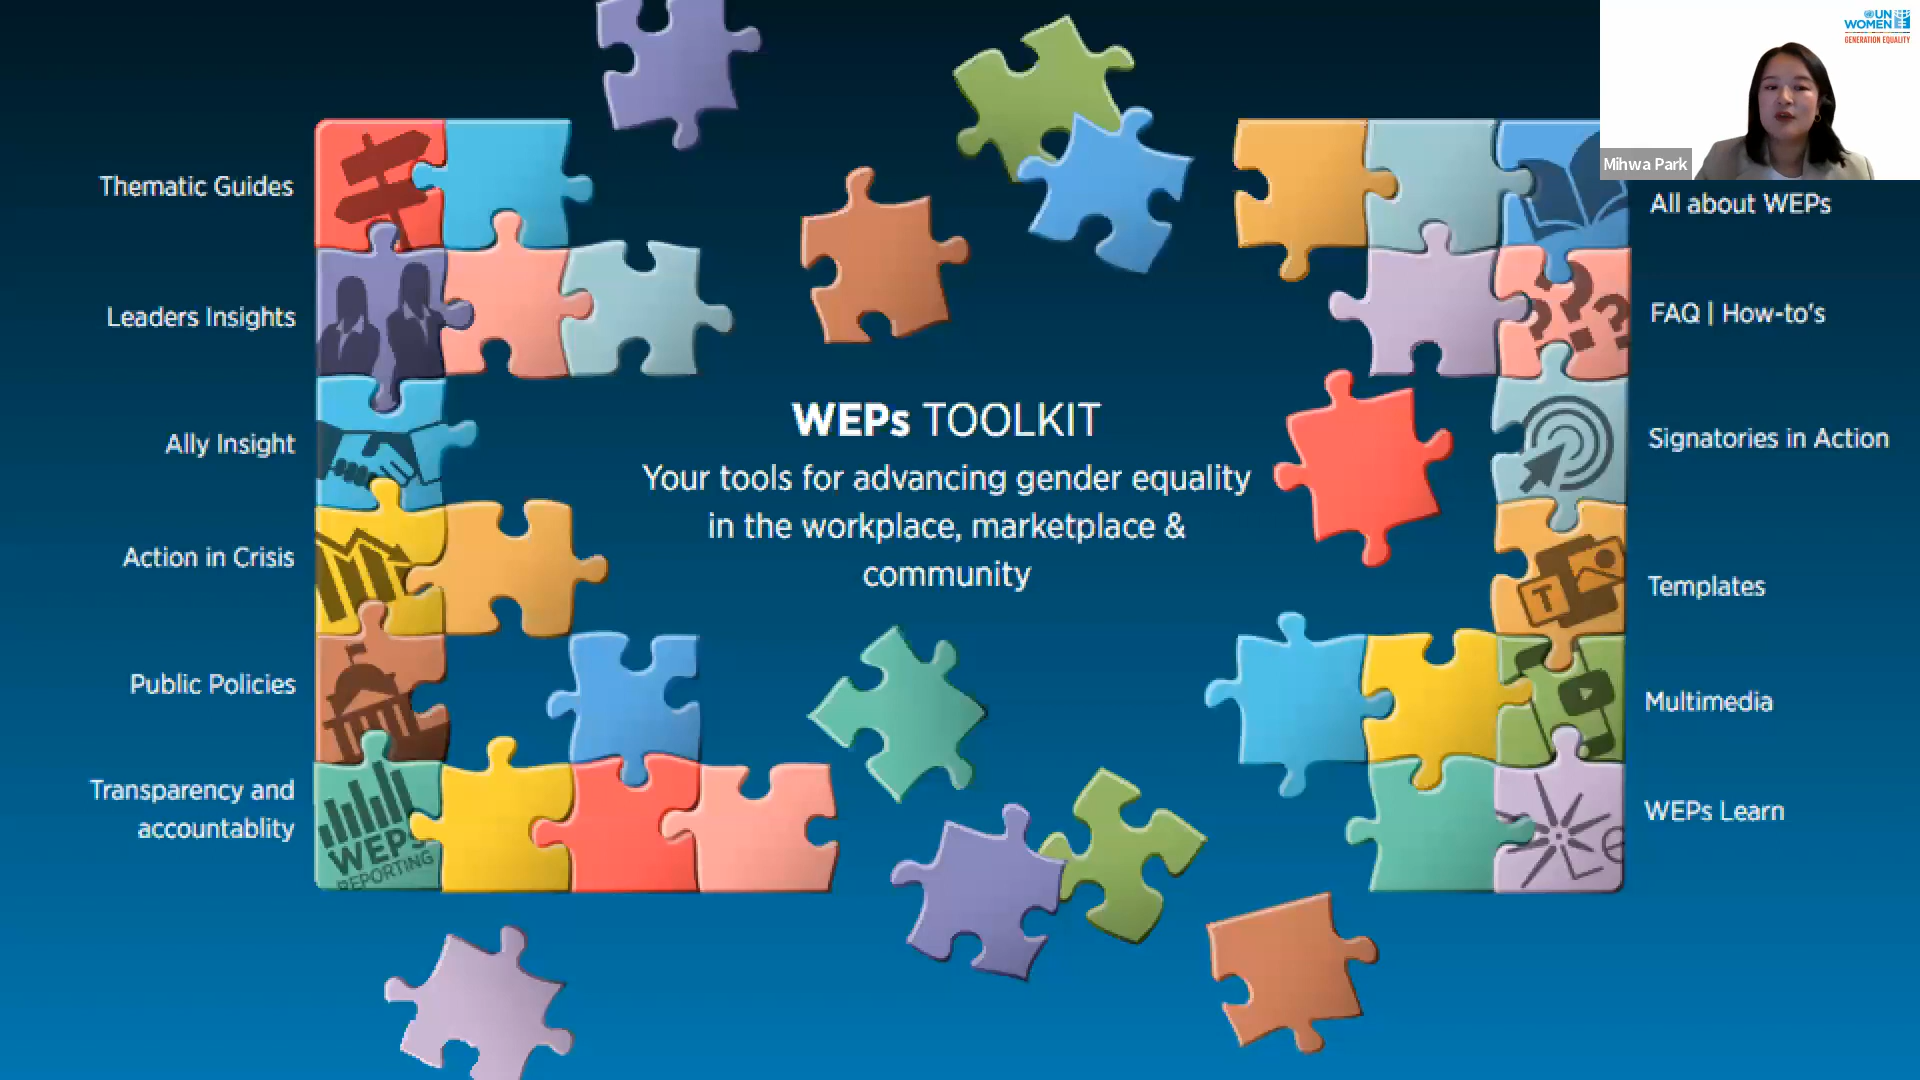 UN
WOMEN
GENERATION EQUALITY
Mihwa Park
Thematic Guides
Leaders Insights
Ally Insight
Action in Crisis
Public Policies
Transparency and
accountablity
WEPs
REPORTING
WEPs TOOLKIT
Your tools for advancing gender equality
in the workplace, marketplace &
community
All about WEPs
FAQ | How-to's
Signatories in Action
T
Templates
Multimedia
WEPs Learn